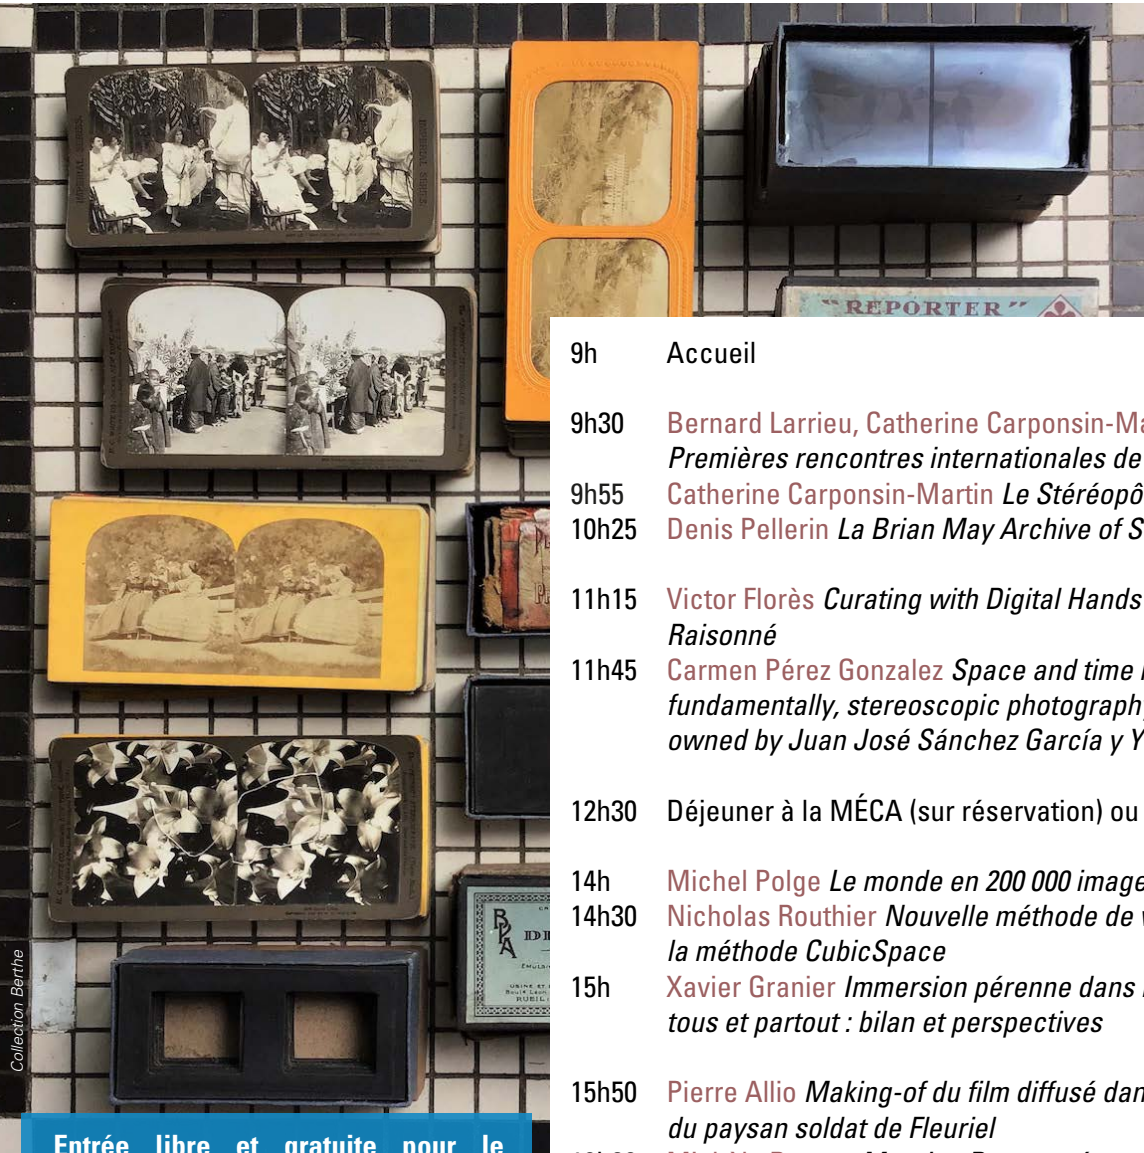 "REPORTER"
9h Accueil
9h30 Bernard Larrieu, Catherine Carponsin-Ma
Premières rencontres internationales de
9h55 Catherine Carponsin-Martin Le Stéréopô
10h25 Denis Pellerin La Brian May Archive of S
11h15 Victor Florès Curating with Digital Hands
Raisonné
11h45 Carmen Pérez Gonzalez Space and time
fundamentally, stereoscopic photography
owned by Juan José Sánchez García y Y
12h30 Déjeuner à la MÉCA (sur réservation) ou
14h Michel Polge Le monde en 200 000 image
14h30 Nicholas Routhier Nouvelle méthode de
la méthode CubicSpace
15h Xavier Granier Immersion pérenne dans
tous et partout : bilan et perspectives
15h50 Pierre Allio Making-of du film diffusé dan
du paysan soldat de Fleuriel
Collection Berthe
Entrée libre et gratuite pour le